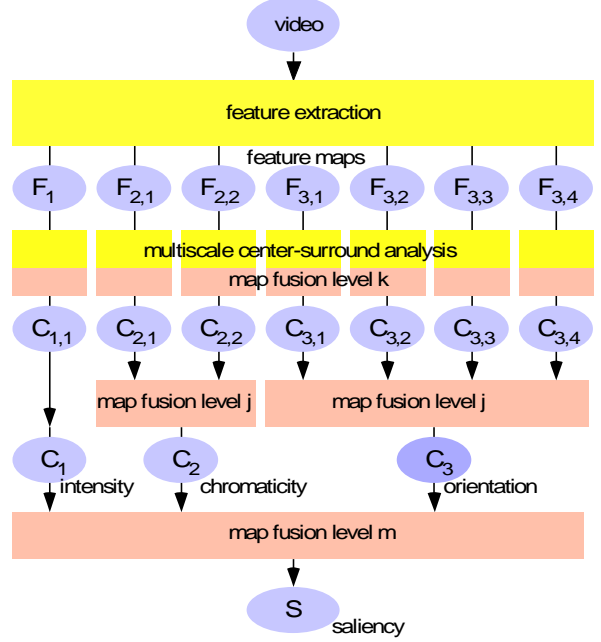 video
feature extraction
feature maps
F1 F2,1 F2,2 F3,1 F3,2 F3,3 F3,4
multiscale center-surround analysis
map fusion level k
C1,1 C2,1 C2,2 C3,1 C3,2 C3,3 C3,4
map fusion level j map fusion level j
C1 C2 C3
intensity chromaticity orientation
map fusion level m
S
saliency